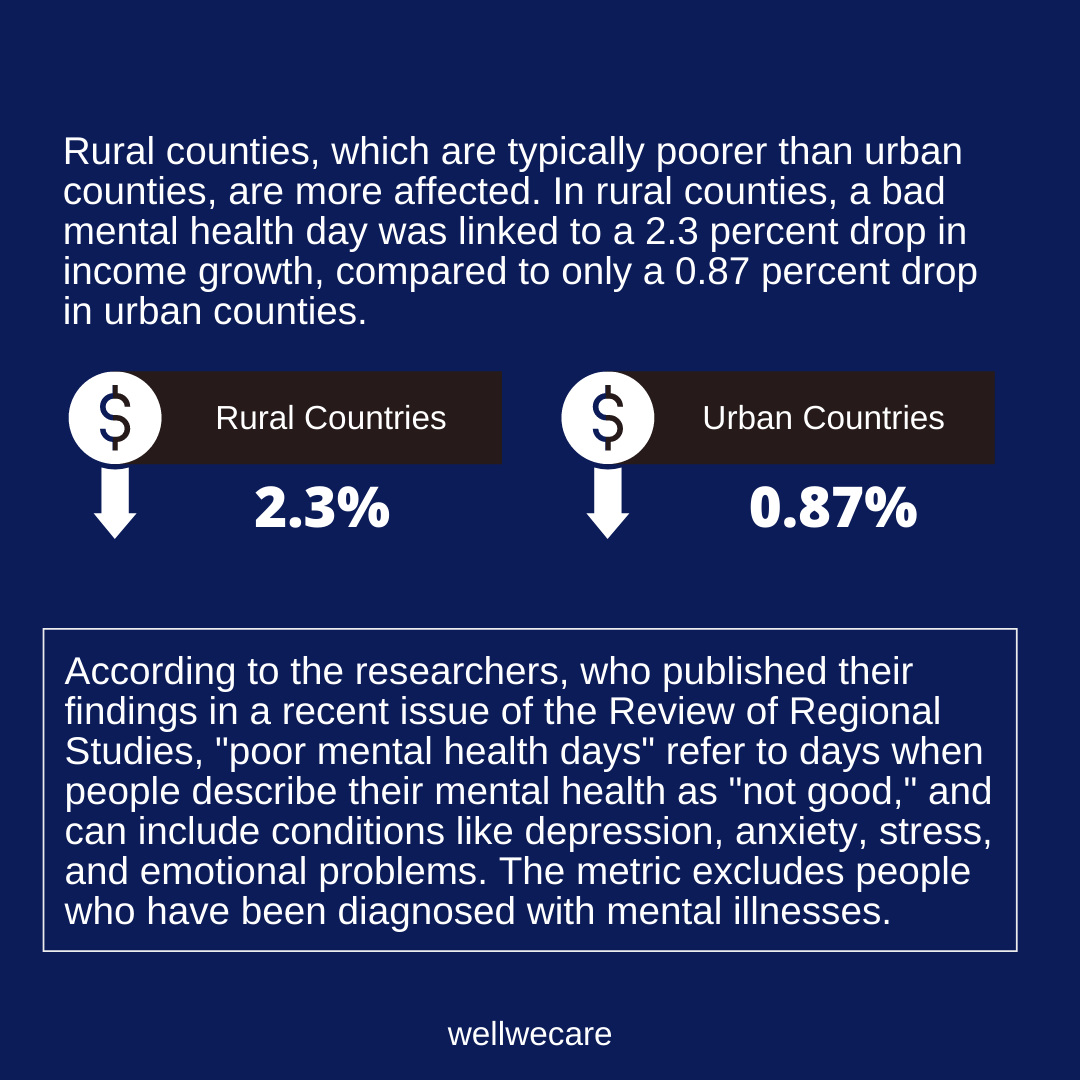 Rural counties, which are typically poorer than urban
counties, are more affected. In rural counties, a bad
mental health day was linked to a 2.3 percent drop in
income growth, compared to only a 0.87 percent drop
in urban counties.
$ Rural Countries
2.3%
$ Urban Countries
0.87%
According to the researchers, who published their
findings in a recent issue of the Review of Regional
Studies, "poor mental health days" refer to days when
people describe their mental health as "not good," and
can include conditions like depression, anxiety, stress,
and emotional problems. The metric excludes people
who have been diagnosed with mental illnesses.
wellwecare